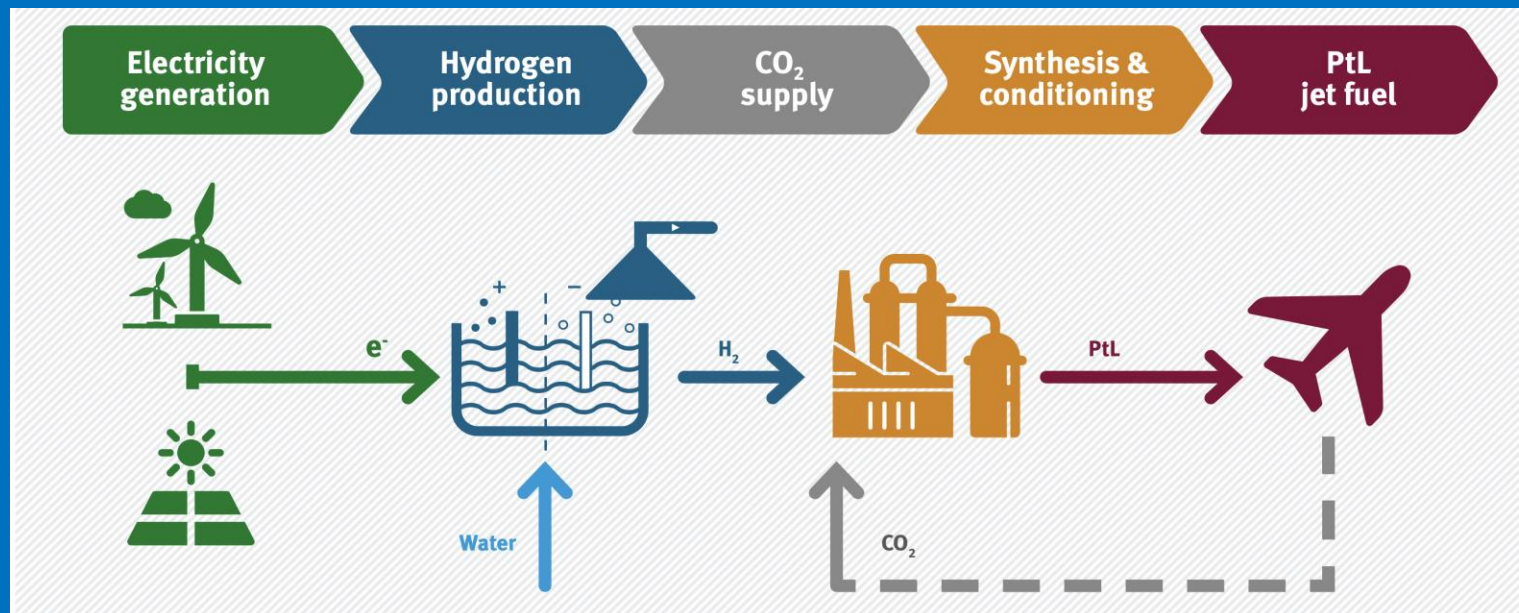 Electricity
generation
Hydrogen
production
CO₂
supply
Synthesis &
conditioning
PtL
jet fuel
+
−
e⁻
H₂
PtL
Water
CO₂